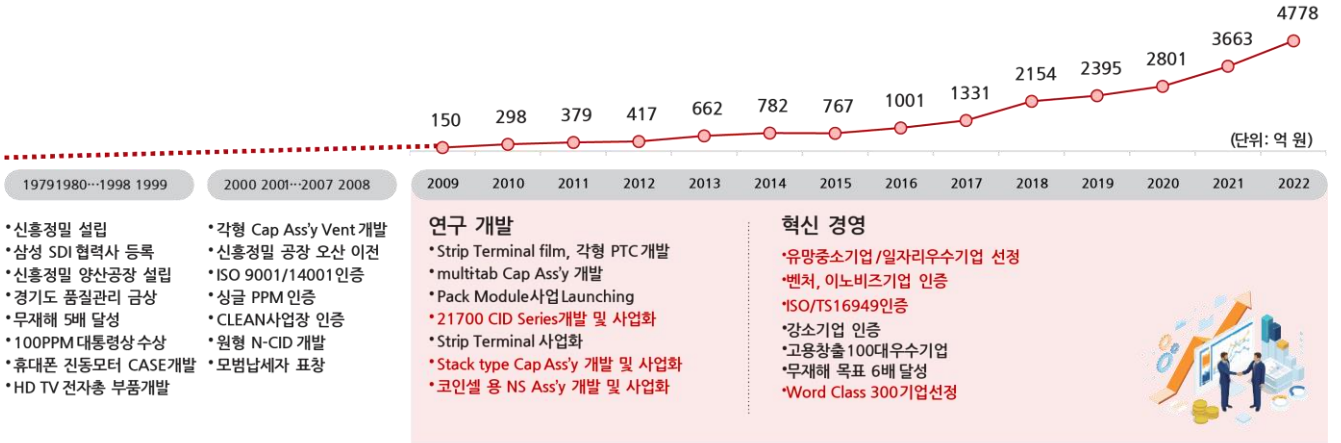 4778
3663
2801
2395
2154
1331
1001
767
782
662
417
379
298
150
(단위: 억 원)
19791980···1998 1999
2000 2001···2007 2008
2009 2010 2011 2012 2013 2014 2015 2016 2017 2018 2019 2020 2021 2022
•신흥정밀 설립
•삼성 SDI 협력사 등록
•신흥정밀 양산공장 설립
•경기도 품질관리 금상
•무재해 5배 달성
•100PPM 대통령상 수상
•휴대폰 진동모터 CASE개발
•HD TV 전자총 부품개발
•각형 Cap Ass'y Vent 개발
•신흥정밀 공장 오산 이전
•ISO 9001/14001인증
•싱글 PPM 인증
•CLEAN사업장 인증
•원형 N-CID 개발
•모범납세자 표창
연구 개발
•Strip Terminal film, 각형 PTC 개발
•multi-tab Cap Ass'y 개발
•Pack Module사업 Launching
•21700 CID Series개발 및 사업화
•Strip Terminal 사업화
•Stack type Cap Ass'y 개발 및 사업화
•코인셀 용 NS Ass'y 개발 및 사업화
혁신 경영
•유망중소기업/일자리우수기업 선정
•벤처, 이노비즈기업 인증
•ISO/TS16949인증
•강소기업 인증
•고용창출100대우수기업
•무재해 목표 6배 달성
•Word Class 300기업선정